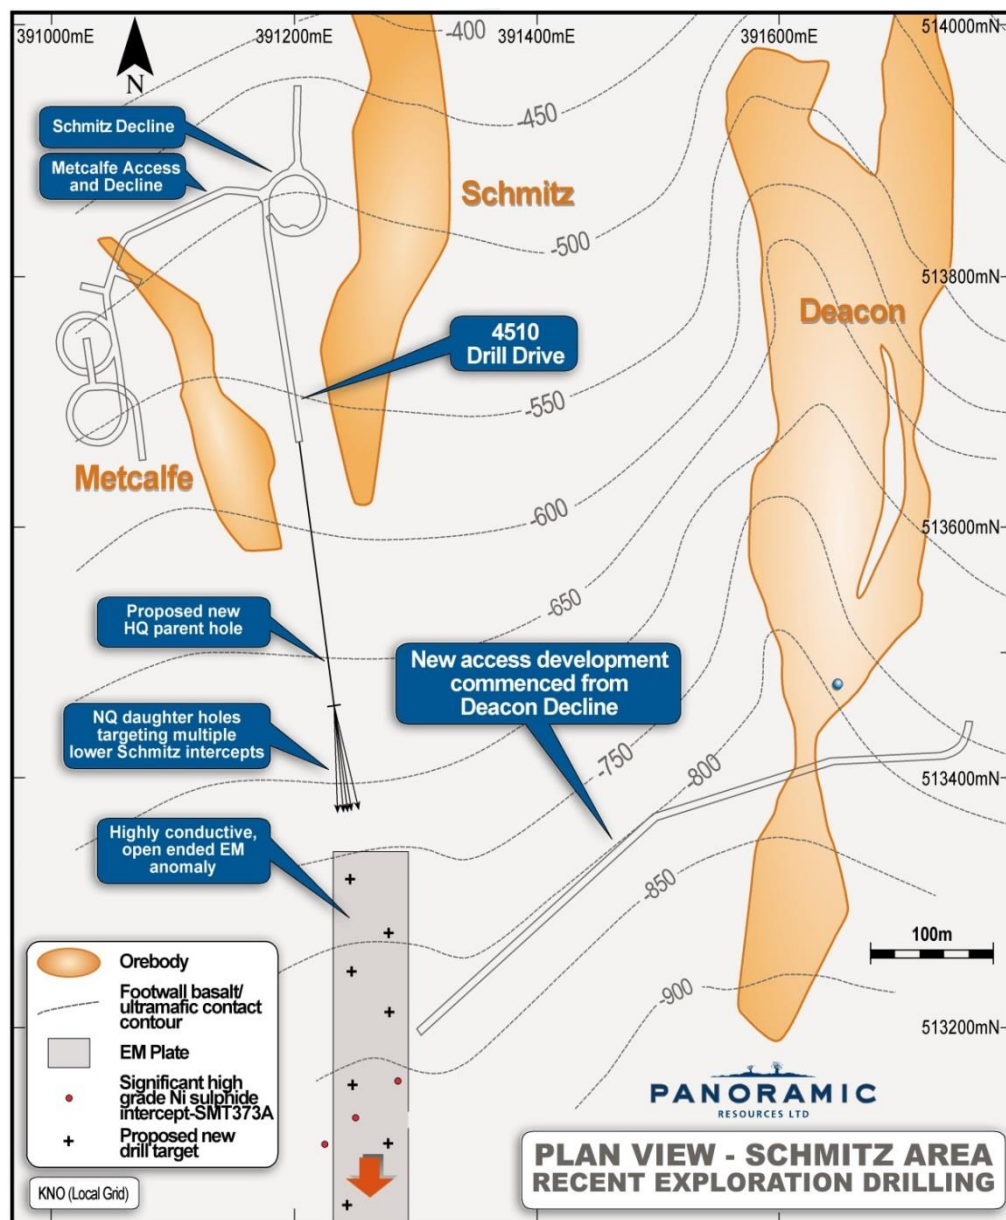 391000mE
391200mE
391400mE
391600mE
514000mN
N
-400
-450
Schmitz Decline
Metcalfe Access
and Decline
Schmitz
-500
513800mN
Deacon
4510
Drill Drive
-550
Metcalfe
-600
513600mN
Proposed new
HQ parent hole
-650
New access development
commenced from
Deacon Decline
NQ daughter holes
targeting multiple
lower Schmitz intercepts
-750
-800
513400mN
Highly conductive,
open ended EM
anomaly
-850
100m
Orebody
Footwall basalt/
ultramafic contact
contour
EM Plate
Significant high
grade Ni sulphide
intercept-SMT373A
Proposed new
drill target
-900
513200mN
PANORAMIC
RESOURCES LTD
KNO (Local Grid)
PLAN VIEW - SCHMITZ AREA
RECENT EXPLORATION DRILLING